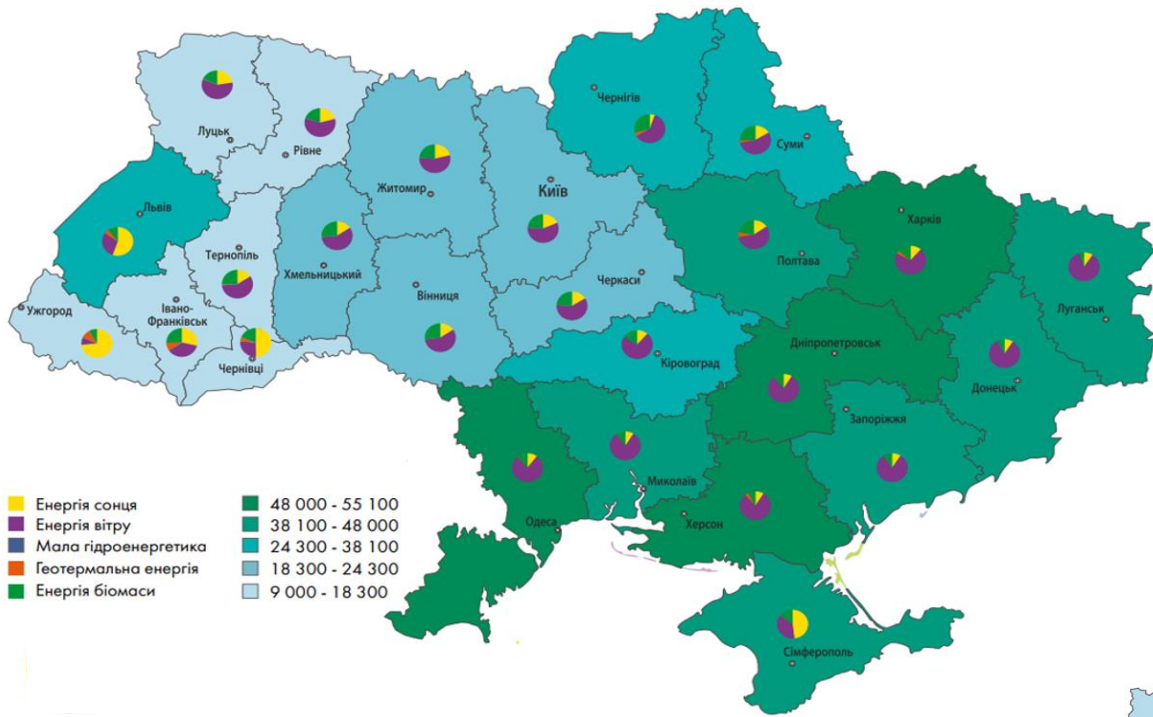 Чернігів
Суми
Луцьк
Рівне
Житомир
Київ
Львів
Харків
Тернопіль
Хмельницький
Полтава
Черкаси
Вінниця
Ужгород
Івано-
Франківськ
Луганськ
Чернівці
Кіровоград
Дніпропетровськ
Донецьк
Запоріжжя
Миколаїв
Одеса
Херсон
Сімферополь
Енергія сонця
Енергія вітру
Мала гідроенергетика
Геотермальна енергія
Енергія біомаси
48 000 - 55 100
38 100 - 48 000
24 300 - 38 100
18 300 - 24 300
9 000 - 18 300